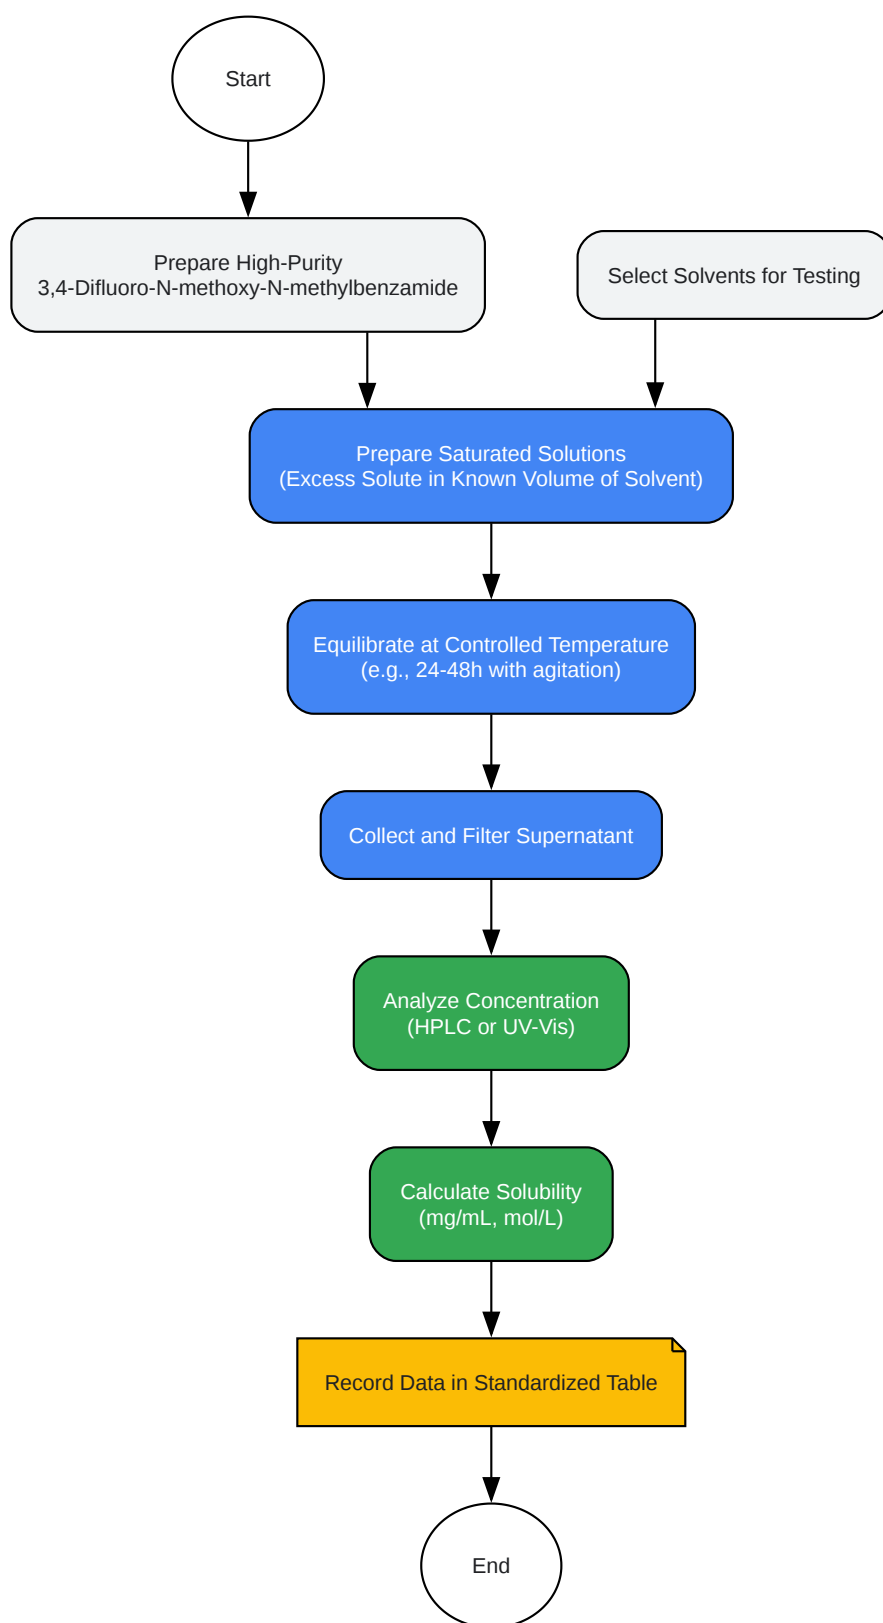 Start
Prepare High-Purity
3,4-Difluoro-N-methoxy-N-methylbenzamide
Select Solvents for Testing
Prepare Saturated Solutions
(Excess Solute in Known Volume of Solvent)
Equilibrate at Controlled Temperature
(e.g., 24-48h with agitation)
Collect and Filter Supernatant
Analyze Concentration
(HPLC or UV-Vis)
Calculate Solubility
(mg/mL, mol/L)
Record Data in Standardized Table
End